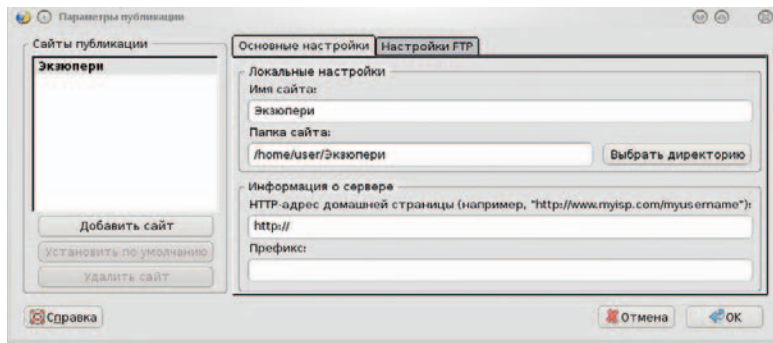 Параметры публикации
Сайты публикации
Экзюпери
Добавить сайт
Установить по умолчанию
Удалить сайт
Основные настройки
Настройки FTP
Локальные настройки
Имя сайта:
Экзюпери
Папка сайта:
/home/user/Экзюпери
Выбрать директорию
Информация о сервере
HTTP-адрес домашней страницы (например, "http://www.myisp.com/myusername"):
http://
Префикс:
Справка
Отмена
ОК